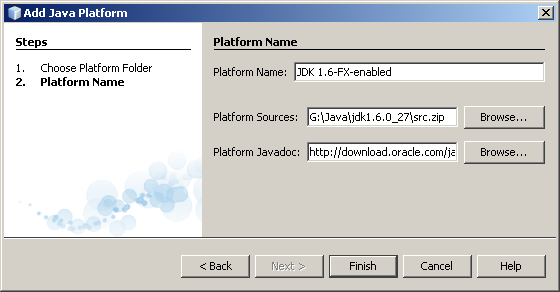 Add Java Platform
Steps
1. Choose Platform Folder
2. Platform Name
Platform Name
Platform Name: JDK 1.6-FX-enabled
Platform Sources: G:\Java\jdk1.6.0_27\src.zip Browse...
Platform Javadoc: http://download.oracle.com/ja Browse...
< Back Next > Finish Cancel Help